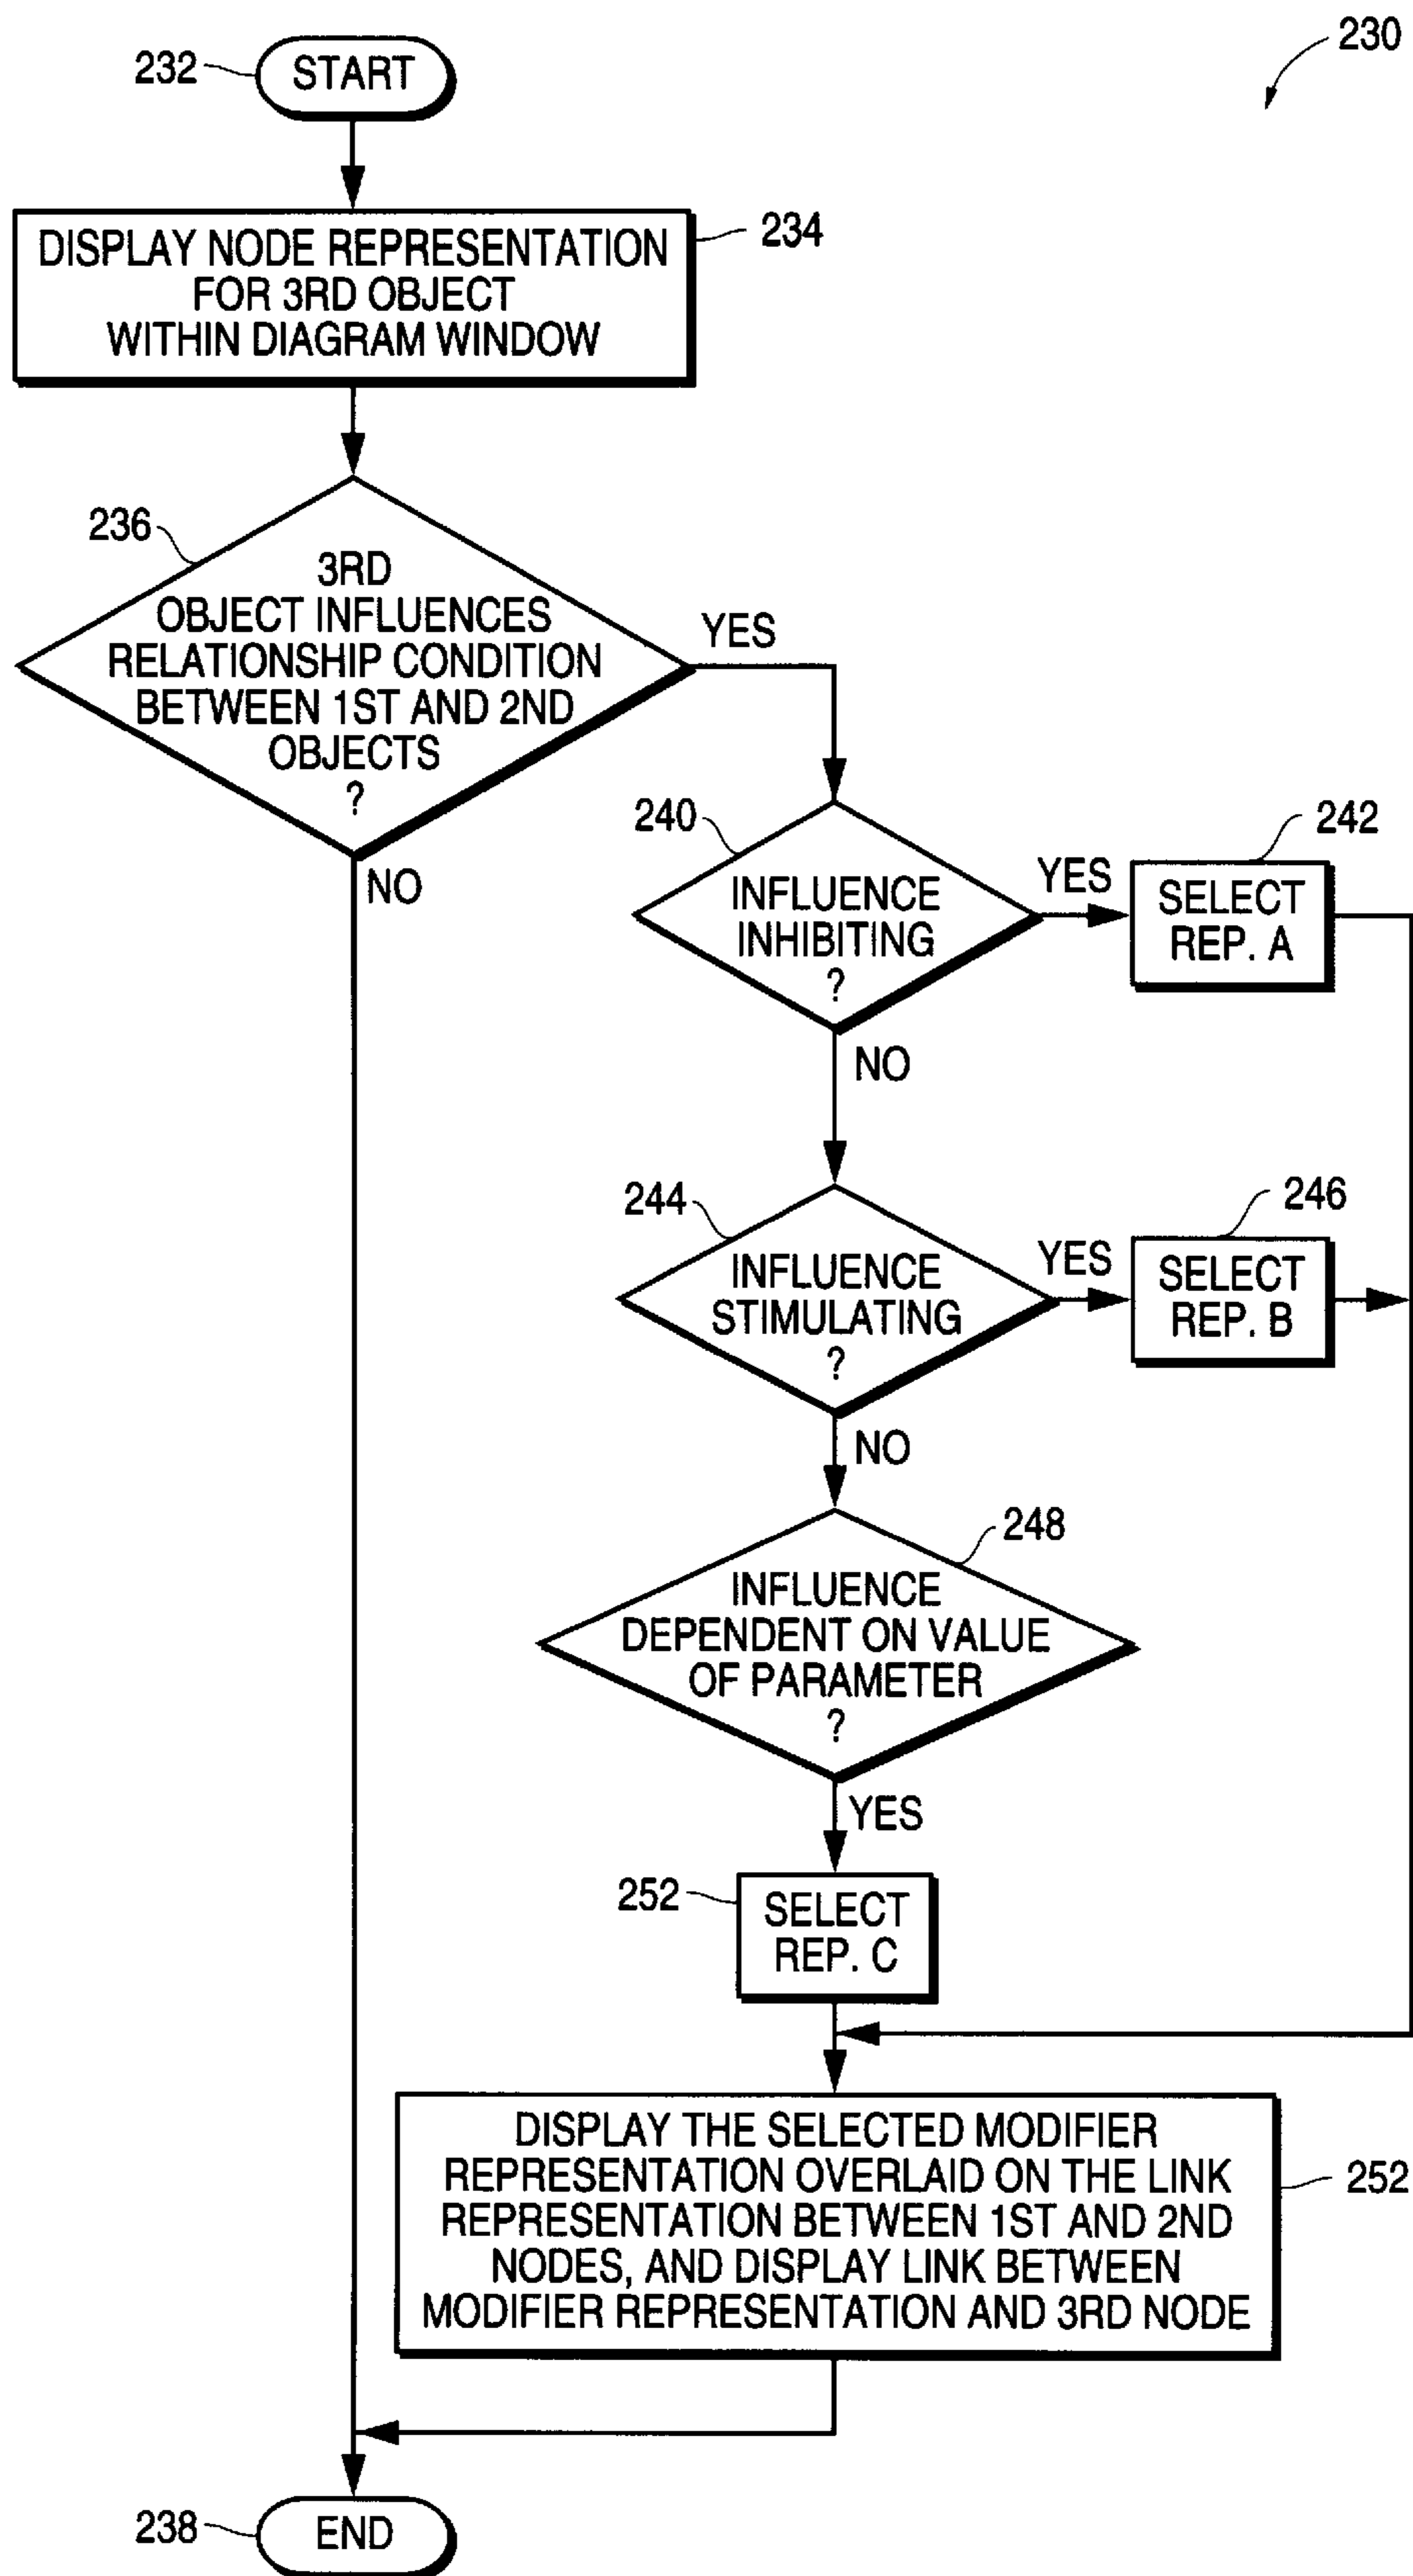 230
232
START
DISPLAY NODE REPRESENTATION
FOR 3RD OBJECT
WITHIN DIAGRAM WINDOW
234
236
3RD
OBJECT INFLUENCES
RELATIONSHIP CONDITION
BETWEEN 1ST AND 2ND
OBJECTS
?
YES
NO
240
INFLUENCE
INHIBITING
?
YES
242
SELECT
REP. A
NO
244
INFLUENCE
STIMULATING
?
YES
246
SELECT
REP. B
NO
248
INFLUENCE
DEPENDENT ON VALUE
OF PARAMETER
?
YES
252
SELECT
REP. C
DISPLAY THE SELECTED MODIFIER
REPRESENTATION OVERLAID ON THE LINK
REPRESENTATION BETWEEN 1ST AND 2ND
NODES, AND DISPLAY LINK BETWEEN
MODIFIER REPRESENTATION AND 3RD NODE
252
238
END